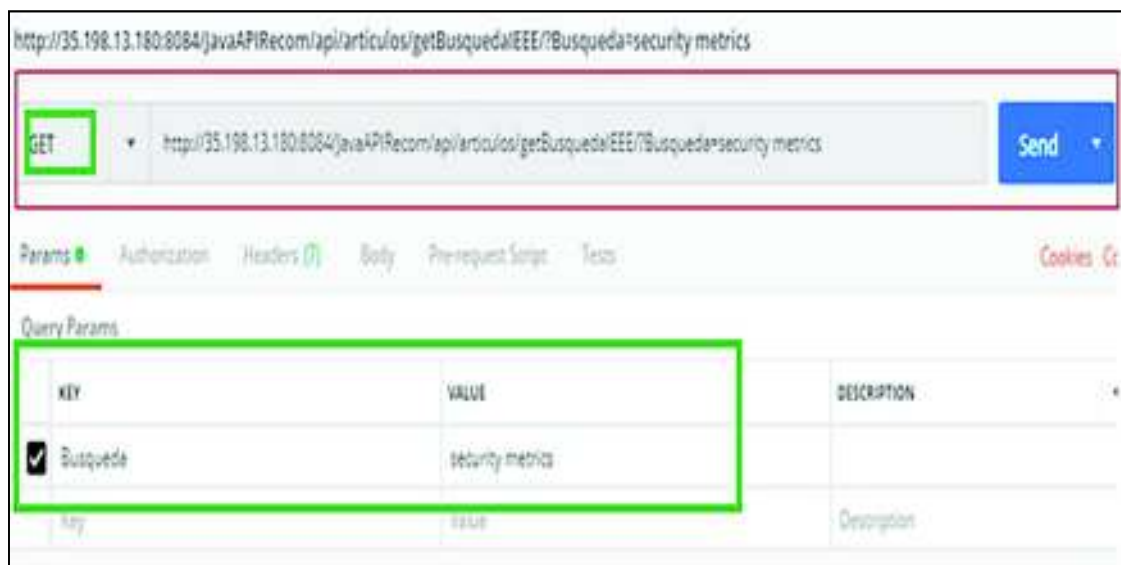 http://35.198.13.180:8084/JavaAPIRecom/api/articulos/getBusquedaIEEE/?Busqueda=security metrics
GET http://35.198.13.180:8084/JavaAPIRecom/api/articulos/getBusquedaIEEE/?Busqueda=security metrics Send
Params Authorization Headers (7) Body Pre-request Script Tests Cookies
Query Params
KEY VALUE DESCRIPTION
Busqueda security metrics
Key Value Description